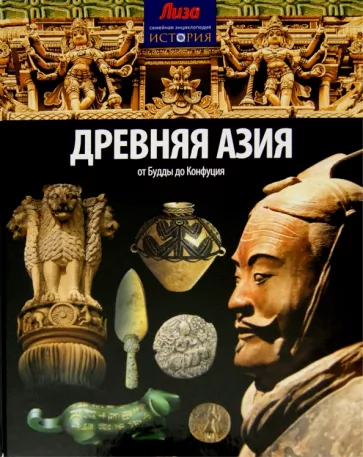 Лиза
СЕМЕЙНАЯ ЭНЦИКЛОПЕДИЯ
ИСТОРИЯ
ДРЕВНЯЯ АЗИЯ
от Будды до Конфуция